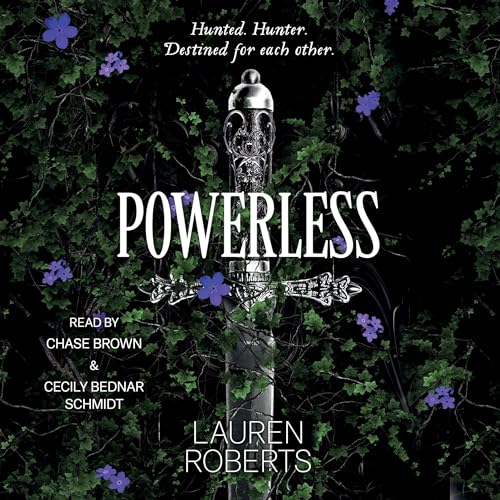 Hunted. Hunter.
Destined for each other.
POWERLESS
READ BY
CHASE BROWN
&
CECILY BEDNAR
SCHMIDT
LAUREN
ROBERTS